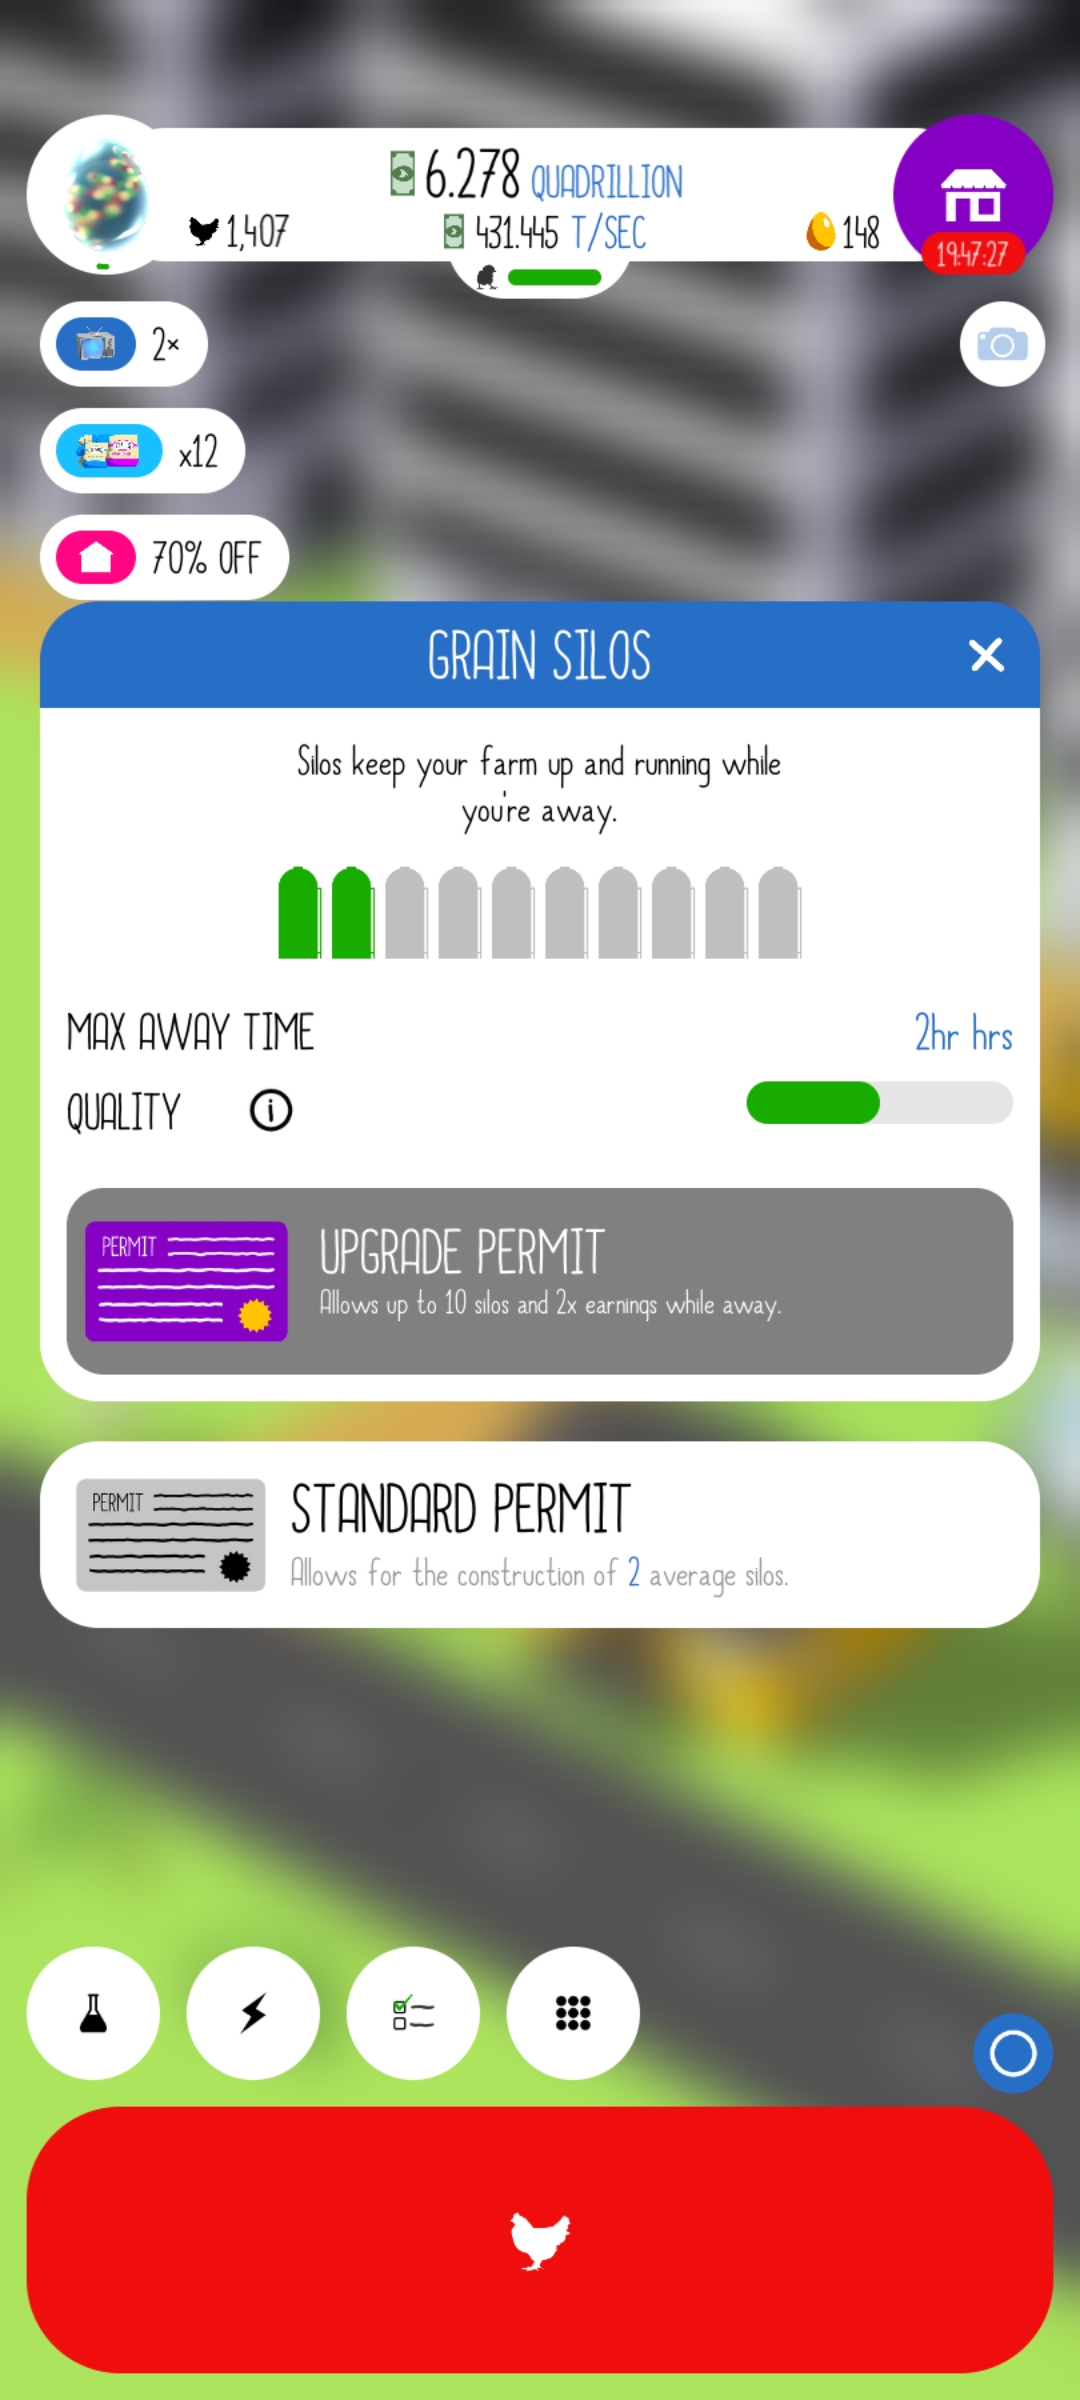 6.278 QUADRILLION
1,407
431.445 T/SEC
148
19:47:27
2×
x12
70% OFF
GRAIN SILOS
Silos keep your farm up and running while
you're away.
MAX AWAY TIME
2hr hrs
QUALITY
i
PERMIT
UPGRADE PERMIT
Allows up to 10 silos and 2x earnings while away.
PERMIT
STANDARD PERMIT
Allows for the construction of 2 average silos.